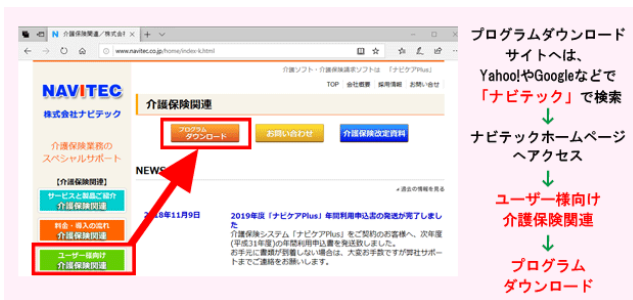 介護保険関連/株式会社
www.navitec.co.jp/home/index-k.html
介護ソフト・介護保険請求ソフトは 「ナビケアPlus」
TOP 会社概要 採用情報 お問い合わせ
NAVITEC
株式会社ナビテック
介護保険業務の
スペシャルサポート
【介護保険関連】
サービスと製品ご紹介
介護保険関連
料金・導入の流れ
介護保険関連
ユーザー様向け
介護保険関連
介護保険関連
プログラム
ダウンロード
お問い合わせ
介護保険改定資料
NEWS
過去の情報を見る
2018年11月9日
2019年度「ナビケアPlus」年間利用申込書の発送が完了しまし
た
介護保険システム「ナビケアPlus」をご契約のお客様へ、次年度
(平成31年度)の年間利用申込書を発送致しました。
お手元に書類が到着しない場合は、大変お手数ですが弊社サポー
トまでご連絡をお願いします。
プログラムダウンロード
サイトへは、
Yahoo!やGoogleなどで
「ナビテック」で検索
↓
ナビテックホームページ
へアクセス
↓
ユーザー様向け
介護保険関連
↓
プログラム
ダウンロード